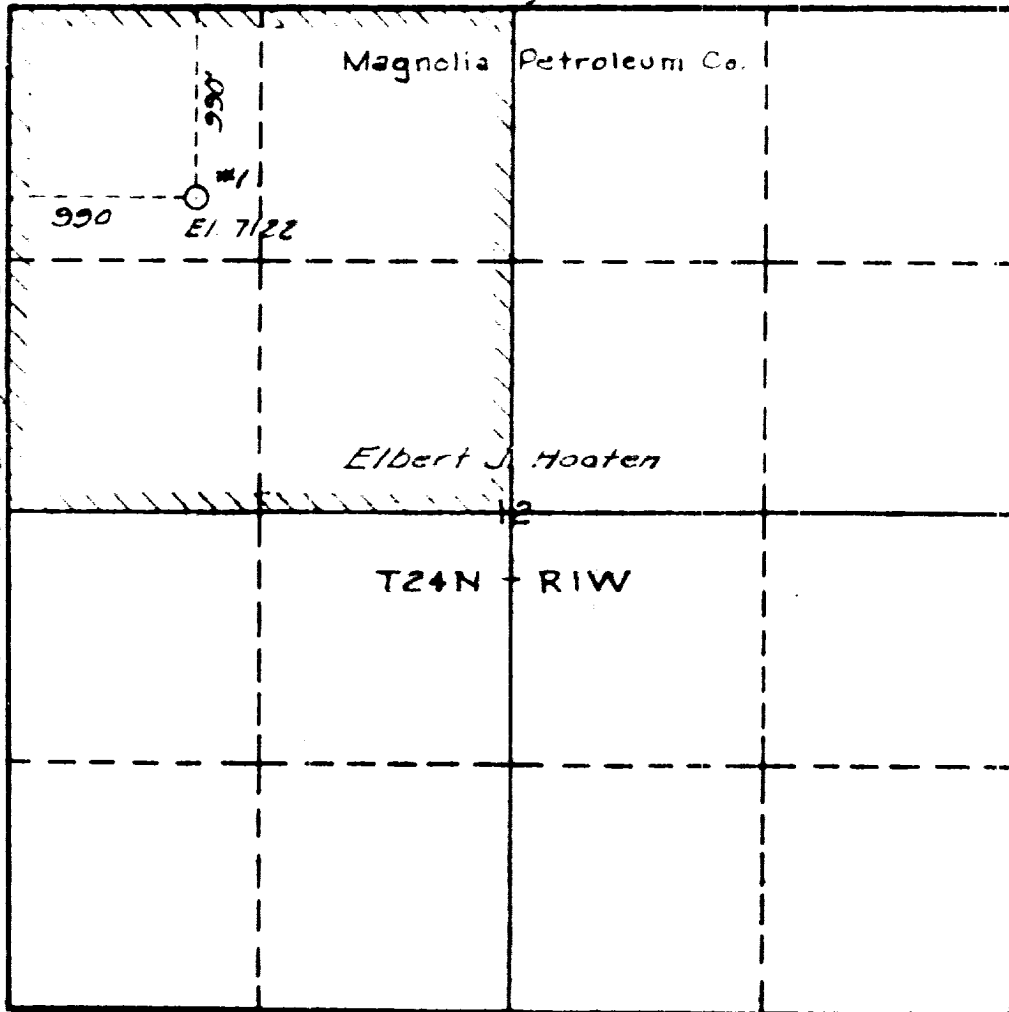 Magnolia Petroleum Co.
990
#1
990
El. 7122
Elbert J. Hooten
12
T24N - R1W